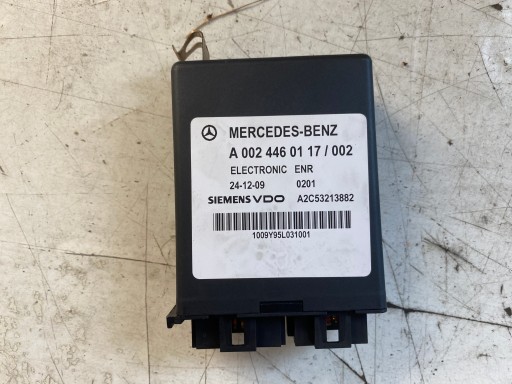 MERCEDES-BENZ
A 002 446 01 17 / 002
ELECTRONIC ENR
24-12-09 0201
SIEMENS VDO A2C53213882
1009Y95L031001